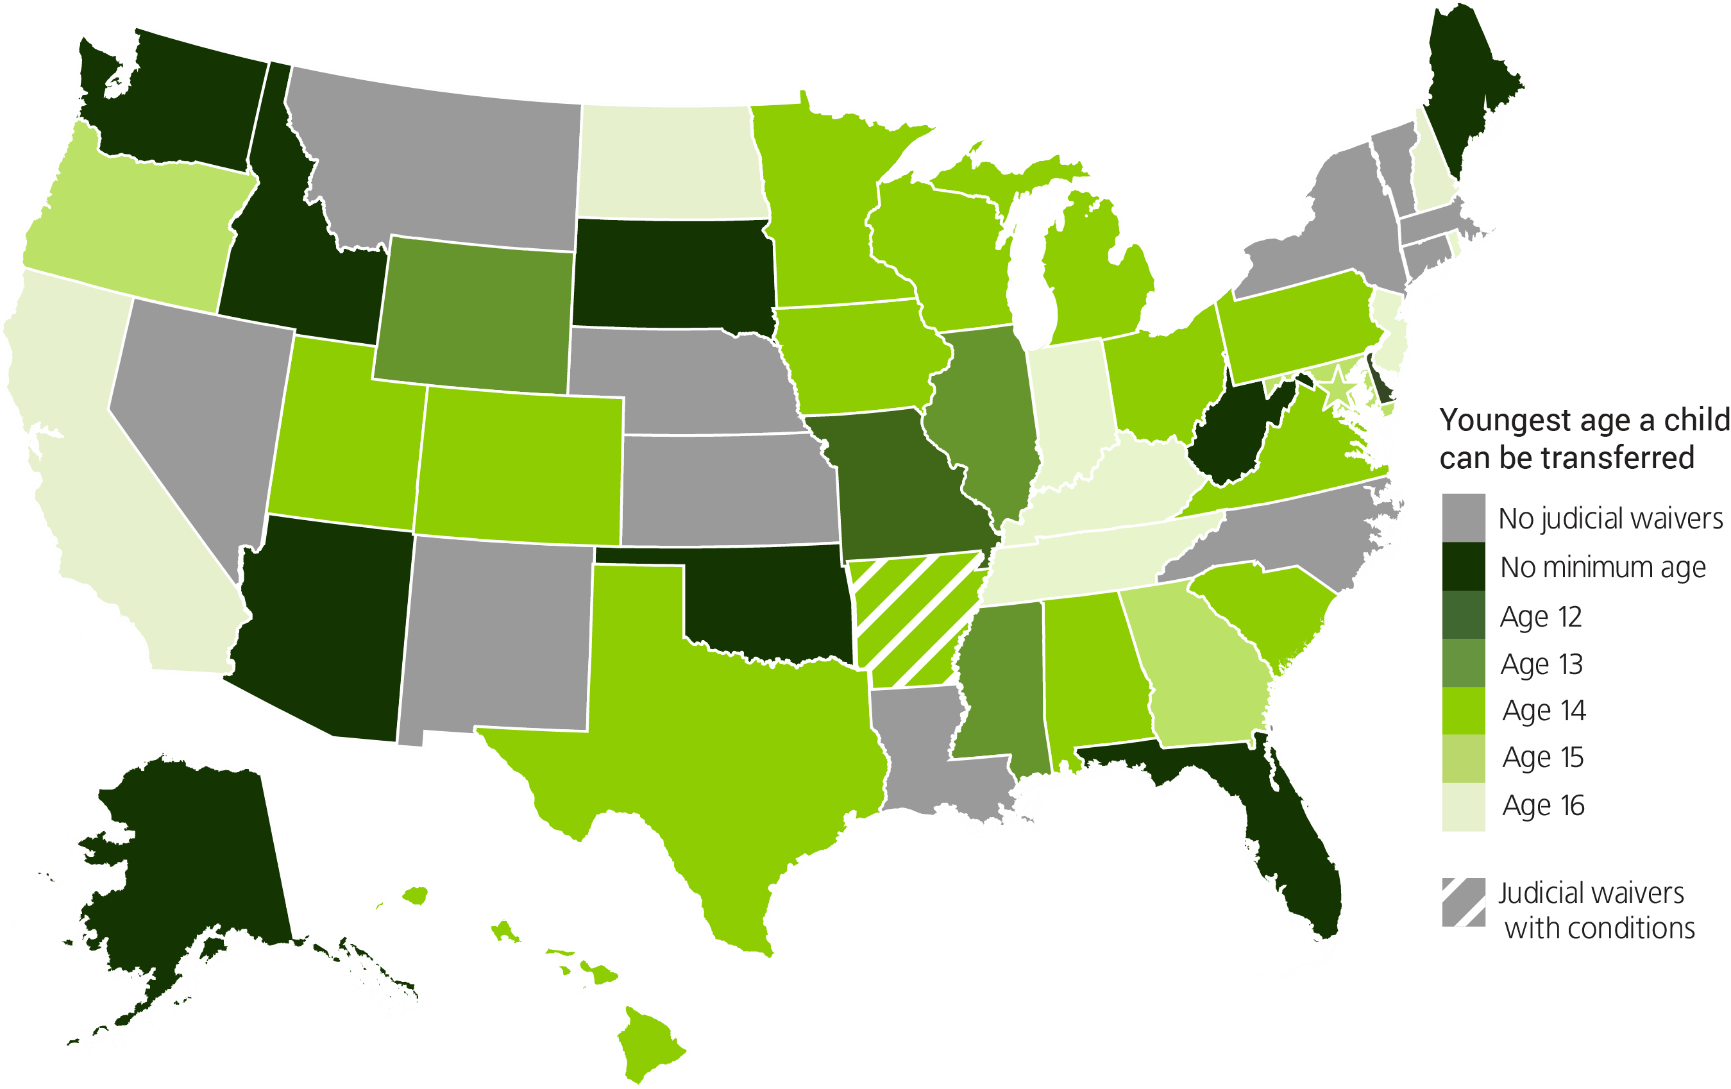 Youngest age a child
can be transferred
No judicial waivers
No minimum age
Age 12
Age 13
Age 14
Age 15
Age 16
Judicial waivers
with conditions